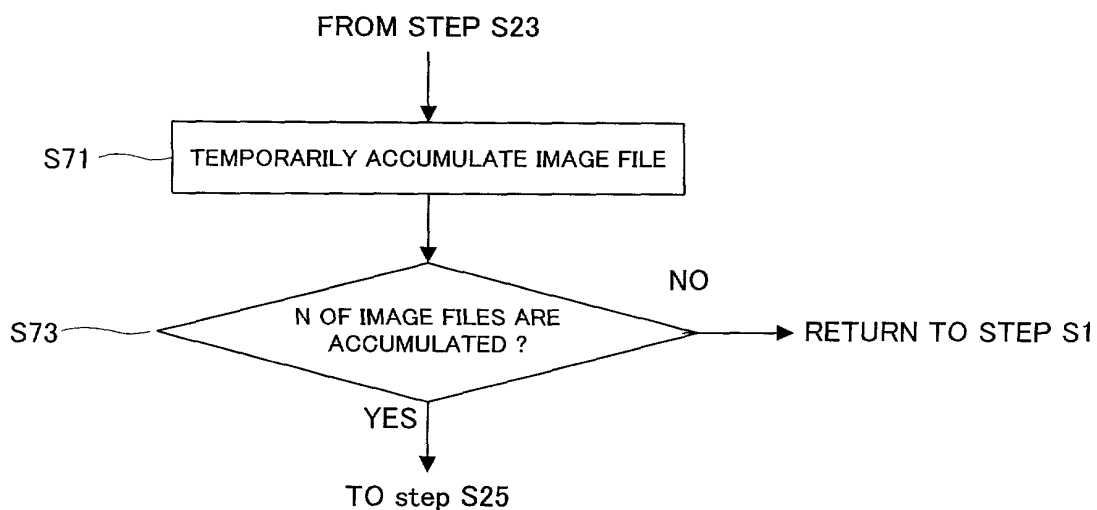 FROM STEP S23
S71
TEMPORARILY ACCUMULATE IMAGE FILE
NO
S73
N OF IMAGE FILES ARE
ACCUMULATED ?
RETURN TO STEP S1
YES
TO step S25